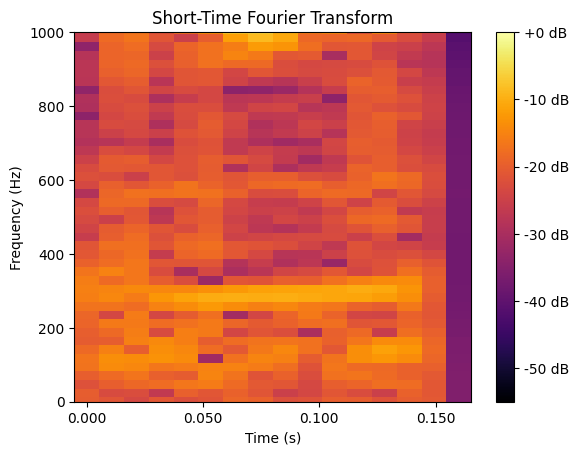 Short-Time Fourier Transform
1000
800
600
400
200
0
Frequency (Hz)
0.000
0.050
0.100
0.150
Time (s)
+0 dB
-10 dB
-20 dB
-30 dB
-40 dB
-50 dB